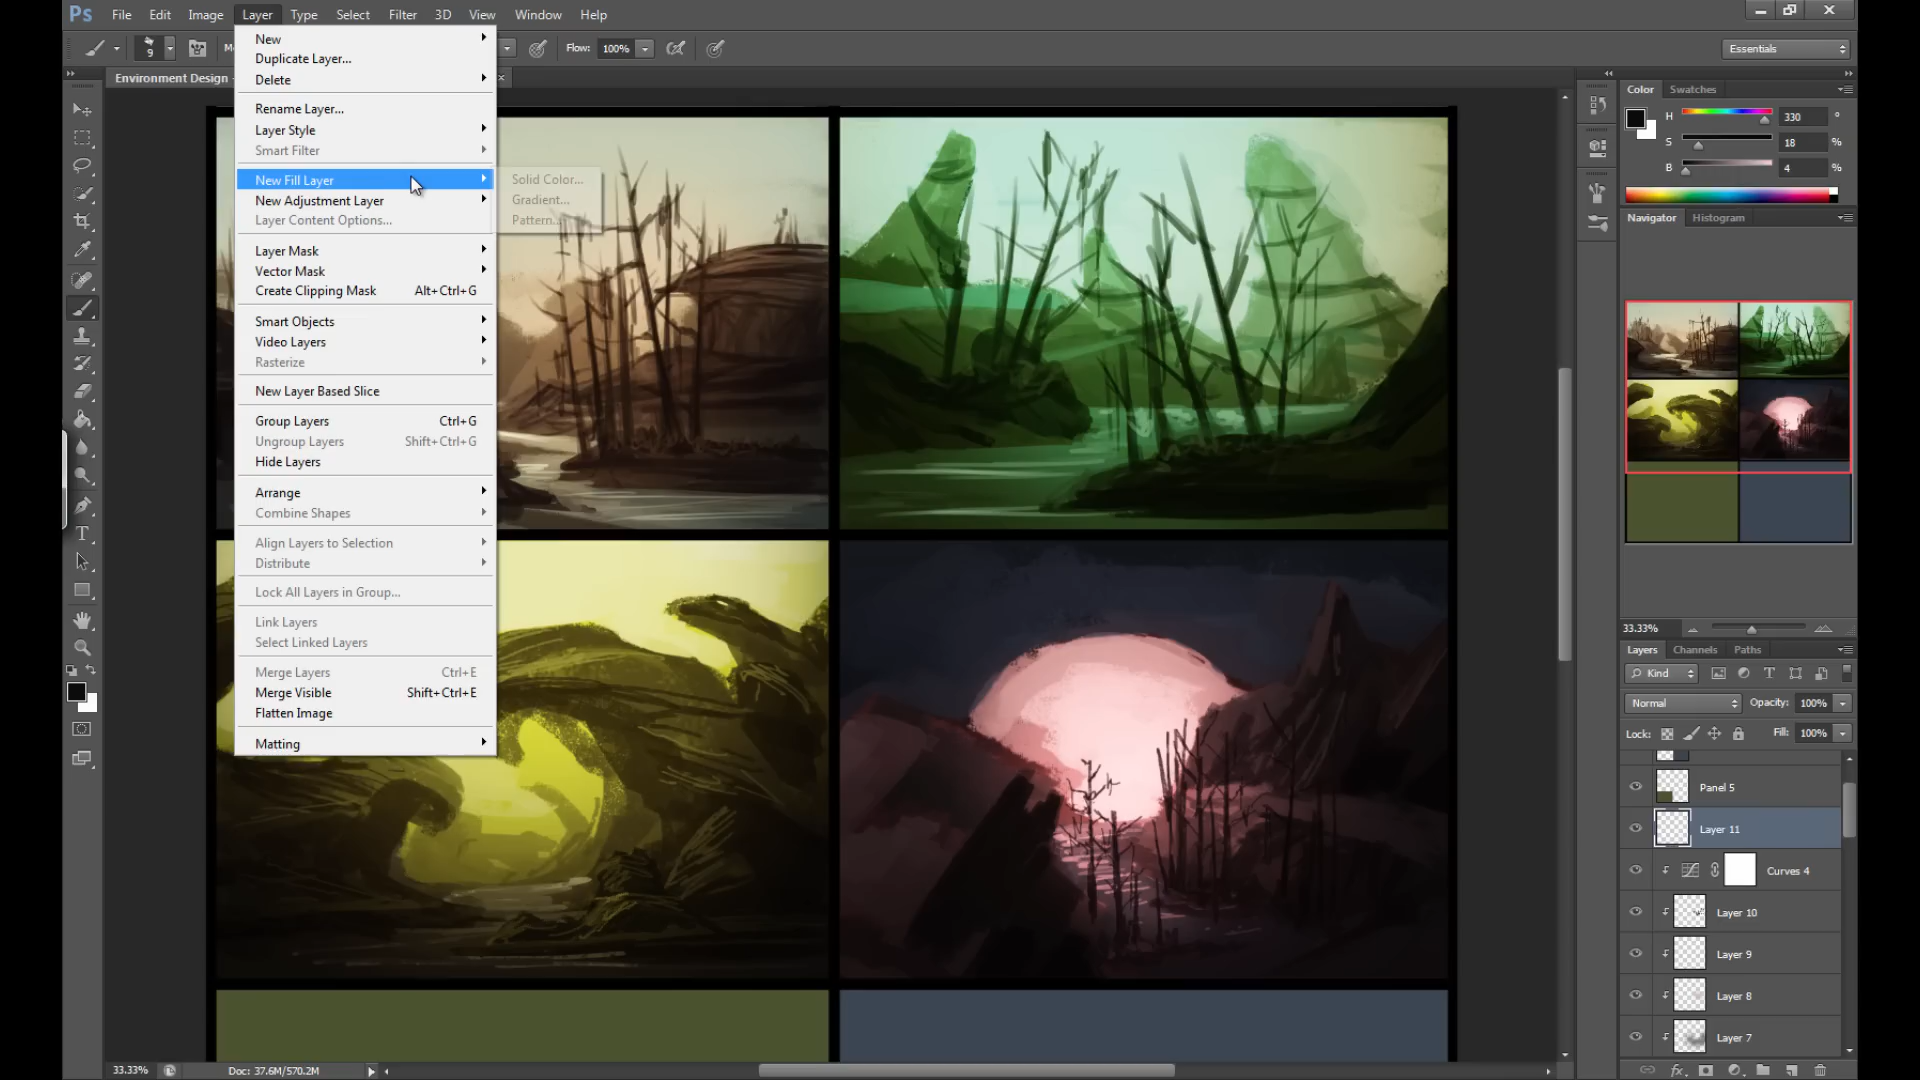 Ps File Edit Image Layer Type Select Filter 3D View Window Help
9 Flow: 100% Essentials
Environment Design
New
Duplicate Layer...
Delete
Rename Layer...
Layer Style
Smart Filter
New Fill Layer
New Adjustment Layer
Layer Content Options...
Layer Mask
Vector Mask
Create Clipping Mask Alt+Ctrl+G
Smart Objects
Video Layers
Rasterize
New Layer Based Slice
Group Layers Ctrl+G
Ungroup Layers Shift+Ctrl+G
Hide Layers
Arrange
Combine Shapes
Align Layers to Selection
Distribute
Lock All Layers in Group...
Link Layers
Select Linked Layers
Merge Layers Ctrl+E
Merge Visible Shift+Ctrl+E
Flatten Image
Matting
Solid Color...
Gradient...
Pattern...
Color Swatches
H 330 °
S 18 %
B 4 %
Navigator Histogram
33.33%
Layers Channels Paths
Kind
Normal Opacity: 100%
Lock: Fill: 100%
Panel 5
Layer 11
Curves 4
Layer 10
Layer 9
Layer 8
Layer 7
33.33% Doc: 37.6M/570.2M